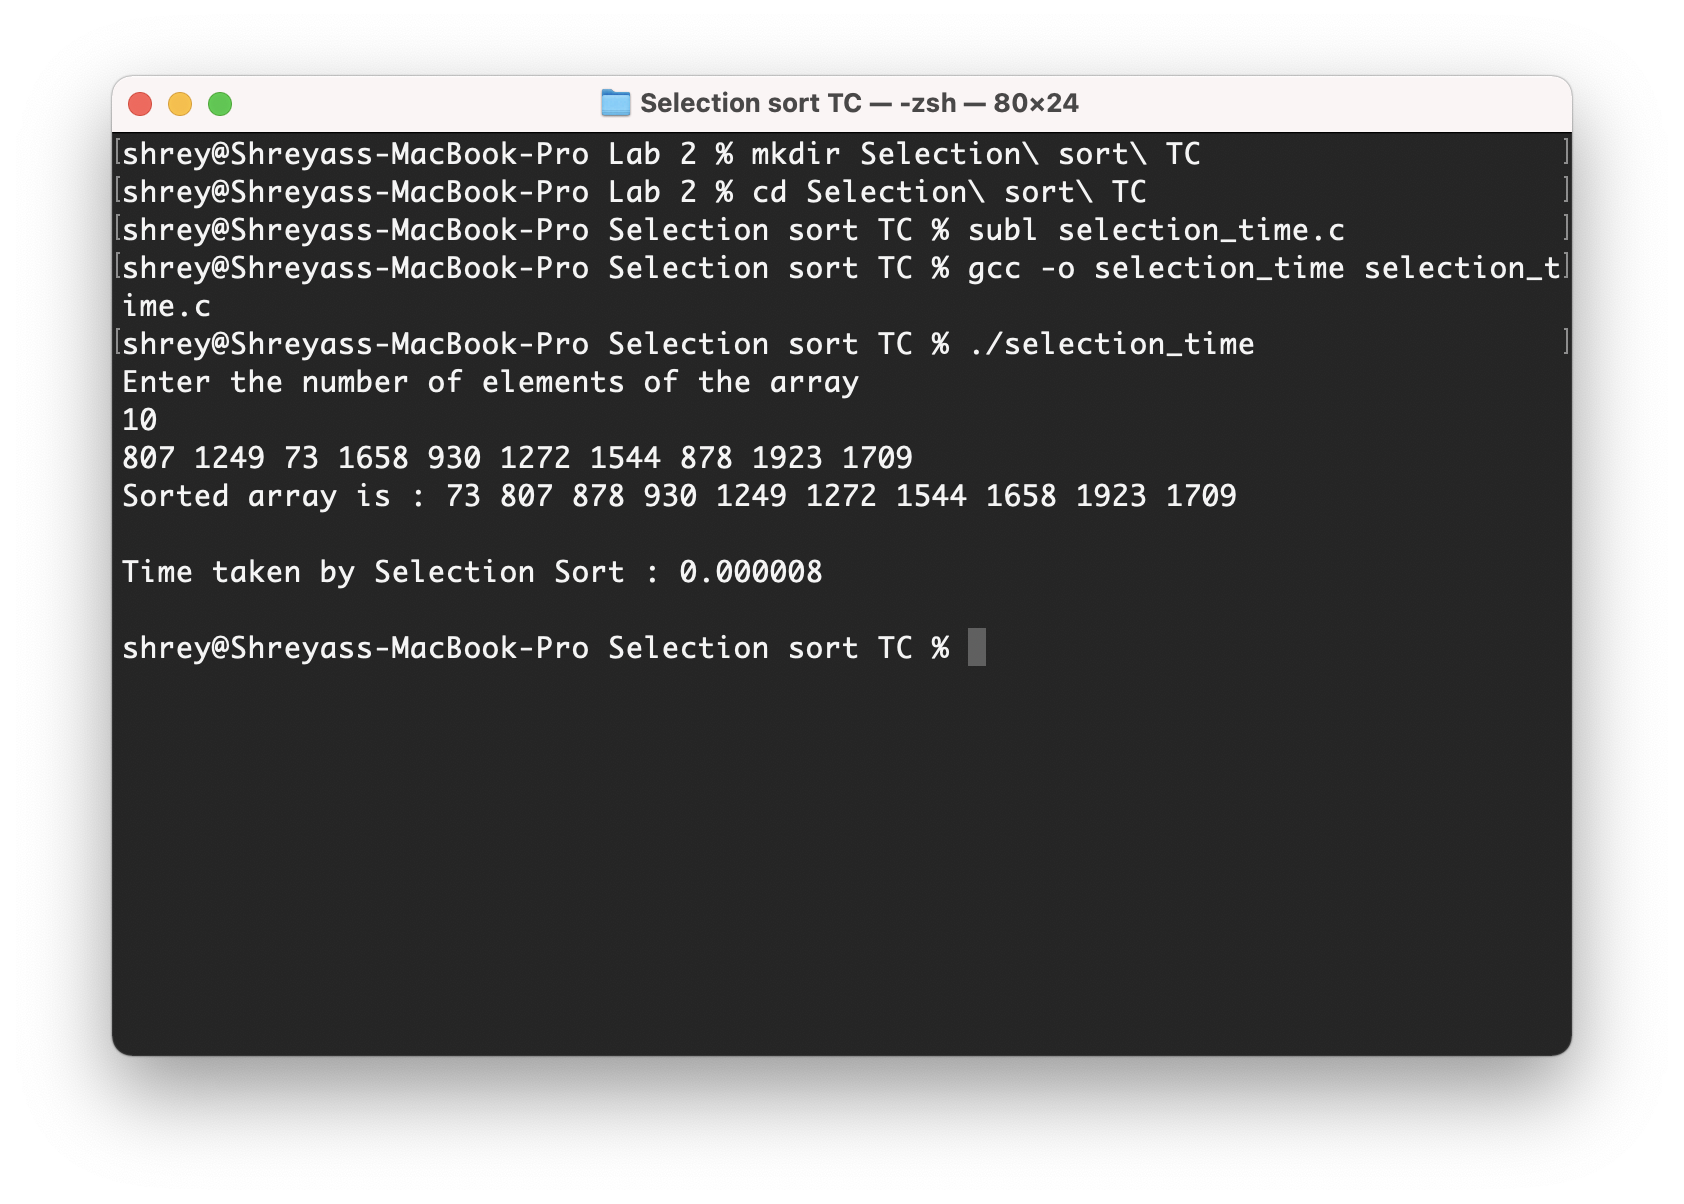 Selection sort TC — -zsh — 80×24
[shrey@Shreyass-MacBook-Pro Lab 2 % mkdir Selection\ sort\ TC ]
[shrey@Shreyass-MacBook-Pro Lab 2 % cd Selection\ sort\ TC ]
[shrey@Shreyass-MacBook-Pro Selection sort TC % subl selection_time.c ]
[shrey@Shreyass-MacBook-Pro Selection sort TC % gcc -o selection_time selection_t]
ime.c
[shrey@Shreyass-MacBook-Pro Selection sort TC % ./selection_time ]
Enter the number of elements of the array
10
807 1249 73 1658 930 1272 1544 878 1923 1709
Sorted array is : 73 807 878 930 1249 1272 1544 1658 1923 1709
Time taken by Selection Sort : 0.000008
shrey@Shreyass-MacBook-Pro Selection sort TC %